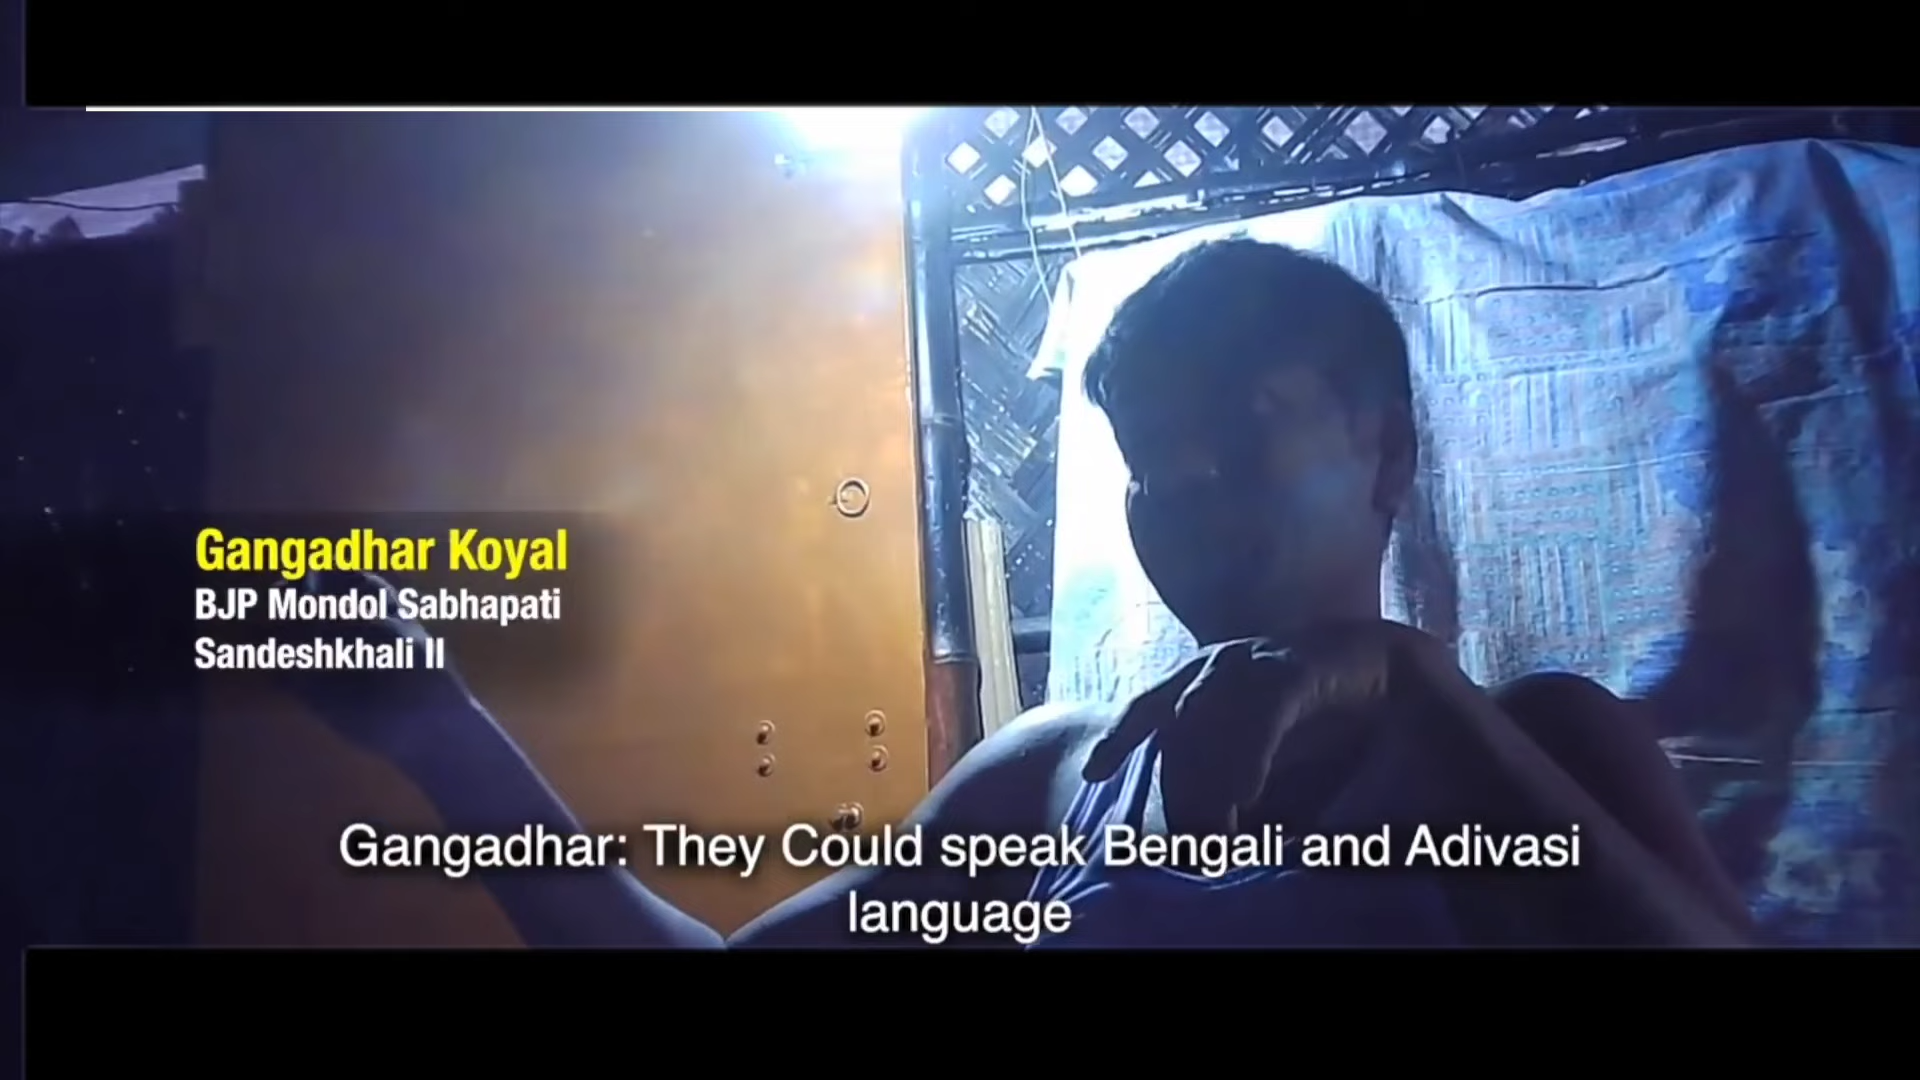 Gangadhar Koyal
BJP Mondol Sabhapati
Sandeshkhali II
Gangadhar: They Could speak Bengali and Adivasi
language